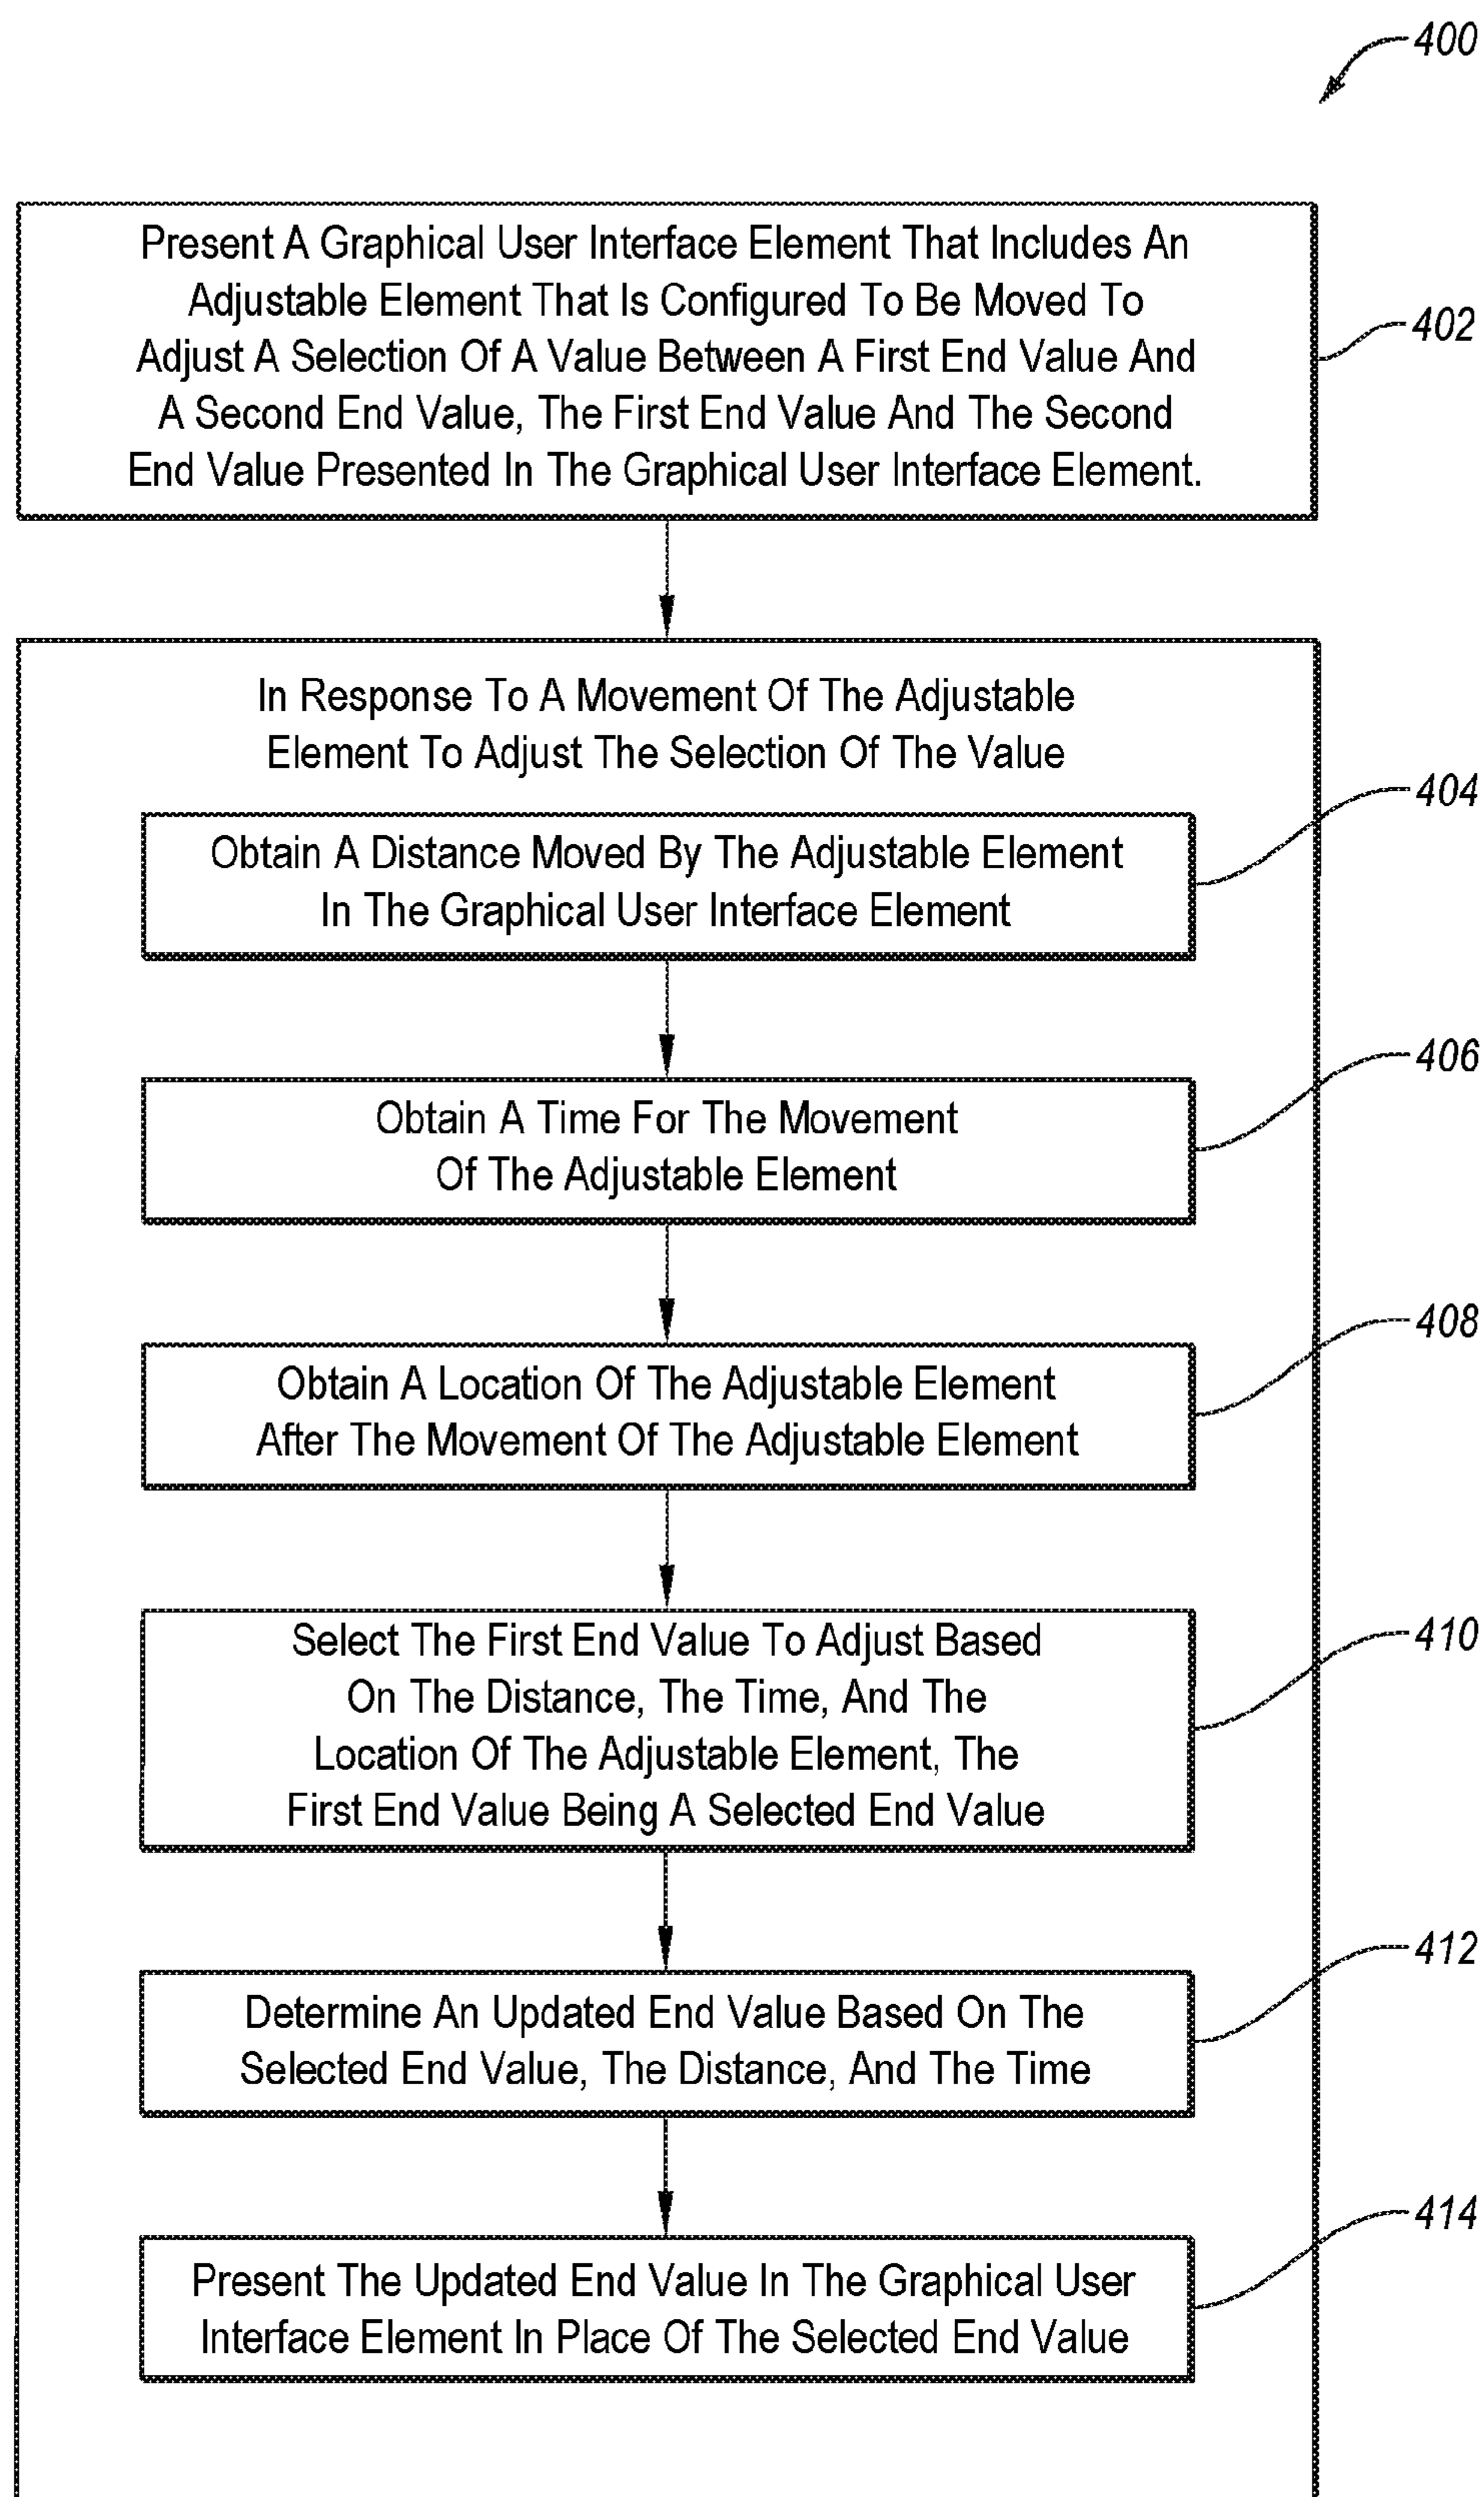 400
Present A Graphical User Interface Element That Includes An
Adjustable Element That Is Configured To Be Moved To
Adjust A Selection Of A Value Between A First End Value And
A Second End Value, The First End Value And The Second
End Value Presented In The Graphical User Interface Element.
402
In Response To A Movement Of The Adjustable
Element To Adjust The Selection Of The Value
404
Obtain A Distance Moved By The Adjustable Element
In The Graphical User Interface Element
406
Obtain A Time For The Movement
Of The Adjustable Element
408
Obtain A Location Of The Adjustable Element
After The Movement Of The Adjustable Element
410
Select The First End Value To Adjust Based
On The Distance, The Time, And The
Location Of The Adjustable Element, The
First End Value Being A Selected End Value
412
Determine An Updated End Value Based On The
Selected End Value, The Distance, And The Time
414
Present The Updated End Value In The Graphical User
Interface Element In Place Of The Selected End Value